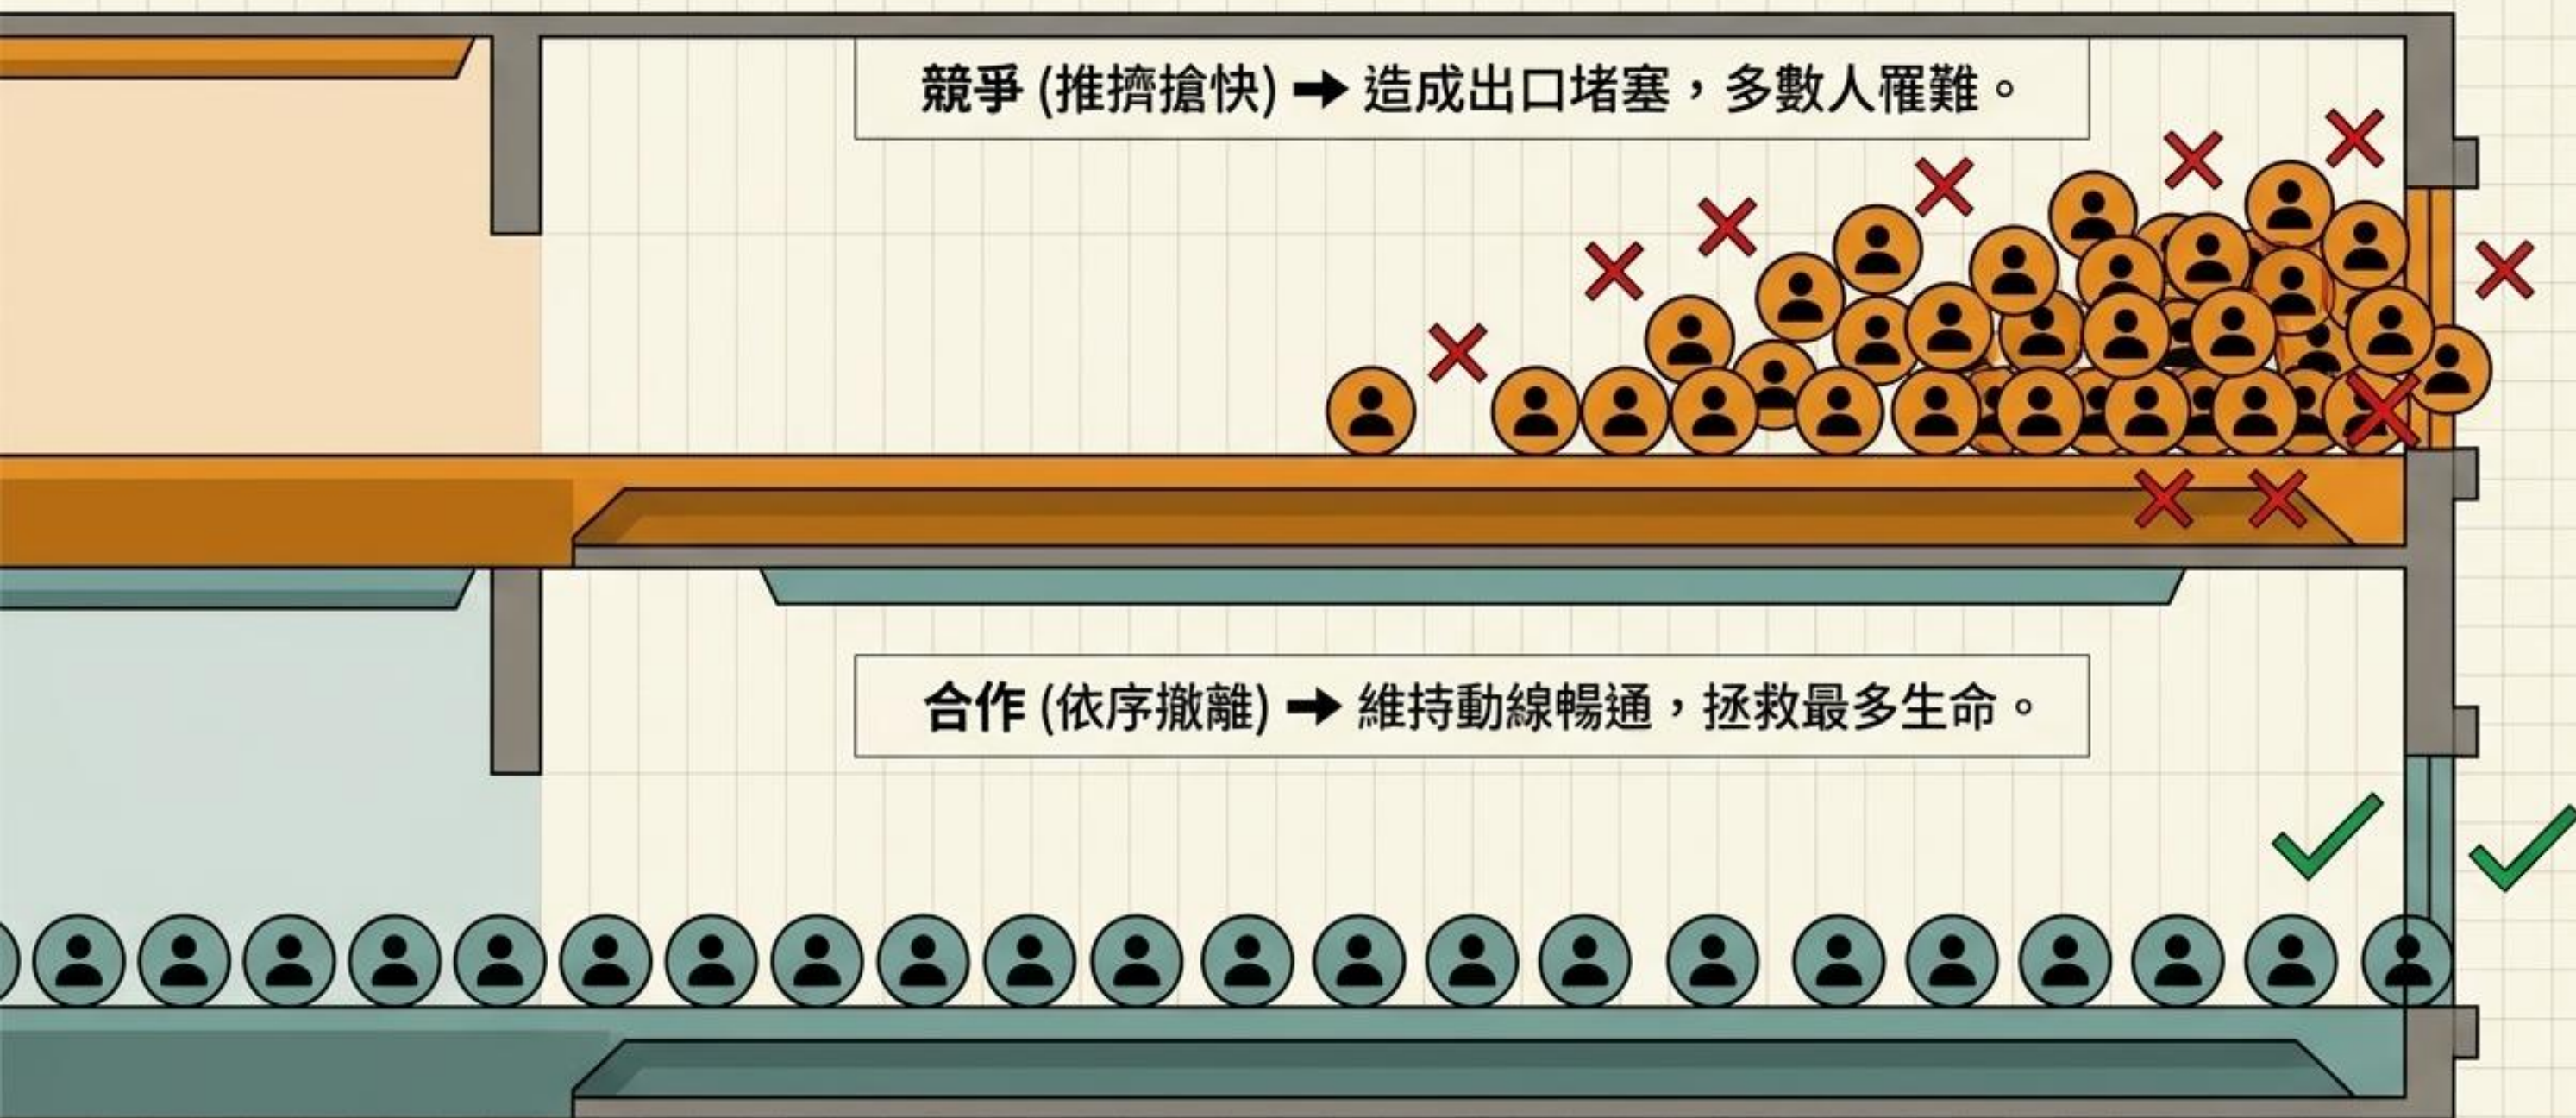 競爭 (推擠搶快) ➡ 造成出口堵塞，多數人罹難。
合作 (依序撤離) ➡ 維持動線暢通，拯救最多生命。